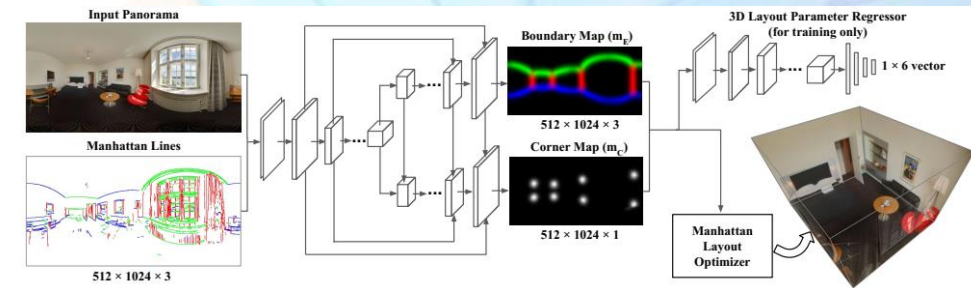 Input Panorama
Manhattan Lines
512 × 1024 × 3
Boundary Map (mE)
512 × 1024 × 3
Corner Map (mC)
512 × 1024 × 1
3D Layout Parameter Regressor
(for training only)
1 × 6 vector
Manhattan
Layout
Optimizer